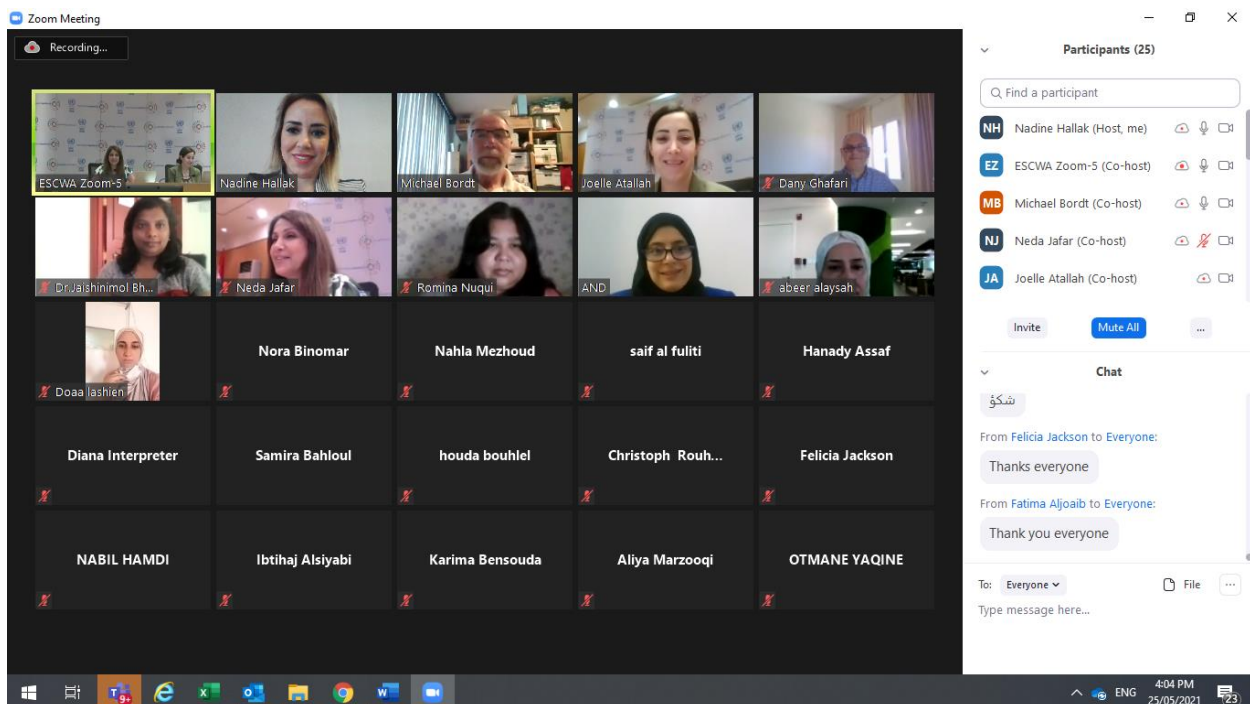 Zoom Meeting
Recording...
ESCWA Zoom-5
Nadine Hallak
Michael Bordt
Joelle Atallah
Dany Ghafari
Dr.Jaishinimol Bh...
Neda Jafar
Romina Nuqui
AND
abeer alaysah
Doaa lashien
Nora Binomar
Nahla Mezhoud
saif al fuliti
Hanady Assaf
Diana Interpreter
Samira Bahloul
houda bouhlel
Christoph Rouh...
Felicia Jackson
NABIL HAMDI
Ibtihaj Alsiyabi
Karima Bensouda
Aliya Marzooqi
OTMANE YAQINE
Participants (25)
Find a participant
NH Nadine Hallak (Host, me)
EZ ESCWA Zoom-5 (Co-host)
MB Michael Bordt (Co-host)
NJ Neda Jafar (Co-host)
JA Joelle Atallah (Co-host)
Invite Mute All ...
Chat
شكؤ
From Felicia Jackson to Everyone:
Thanks everyone
From Fatima Aljoaib to Everyone:
Thank you everyone
To: Everyone File ...
Type message here...
9+
ENG
4:04 PM
25/05/2021
23